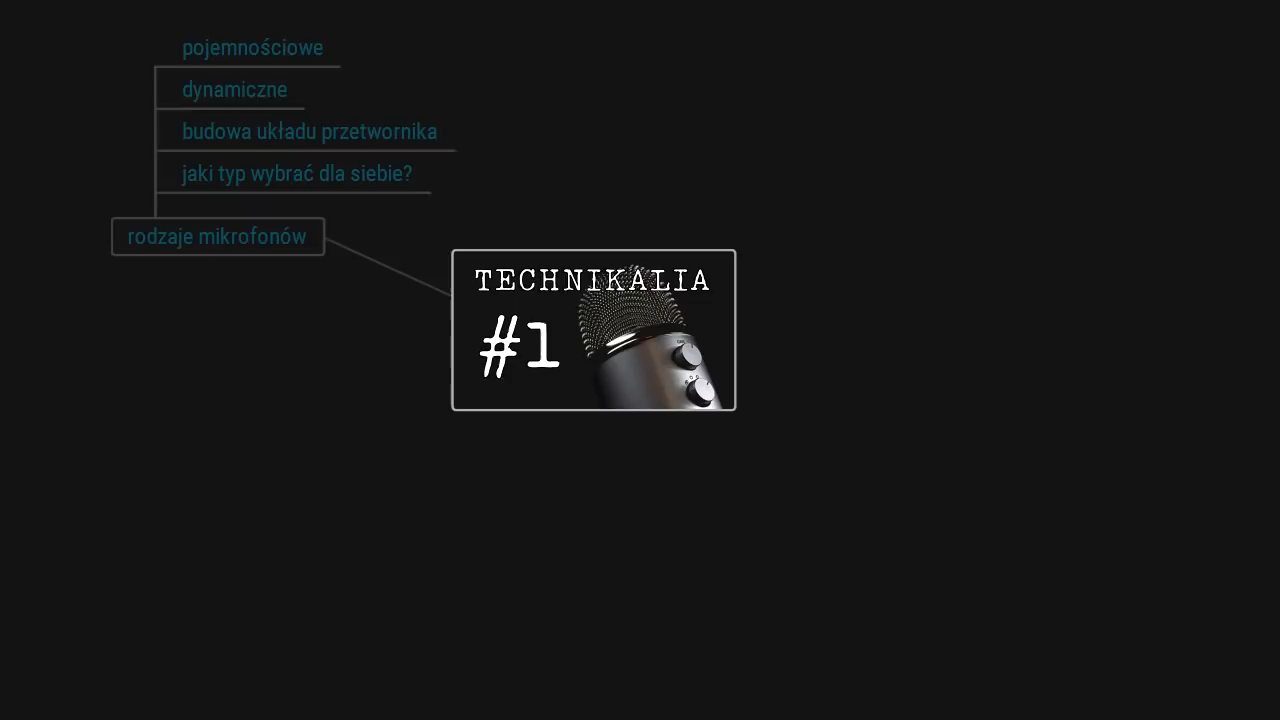 pojemnościowe
dynamiczne
budowa układu przetwornika
jaki typ wybrać dla siebie?
rodzaje mikrofonów
TECHNIKALIA
#1